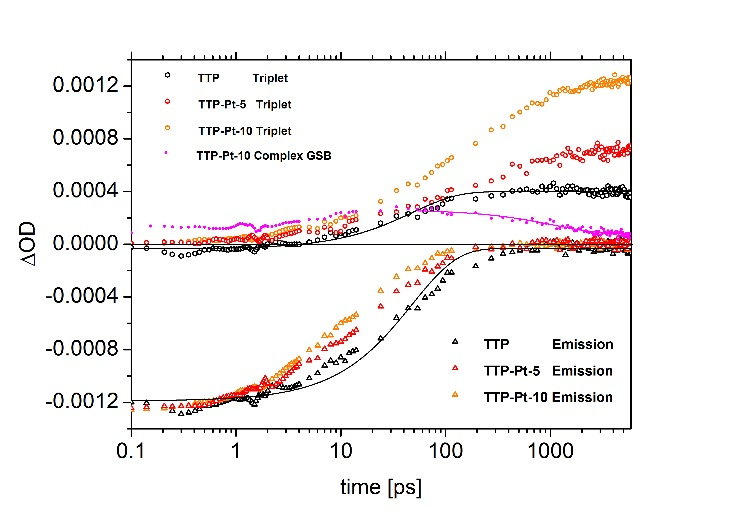 TTP Triplet
TTP-Pt-5 Triplet
TTP-Pt-10 Triplet
TTP-Pt-10 Complex GSB
0.0012
0.0008
0.0004
0.0000
-0.0004
-0.0008
-0.0012
ΔOD
TTP Emission
TTP-Pt-5 Emission
TTP-Pt-10 Emission
0.1 1 10 100 1000
time [ps]